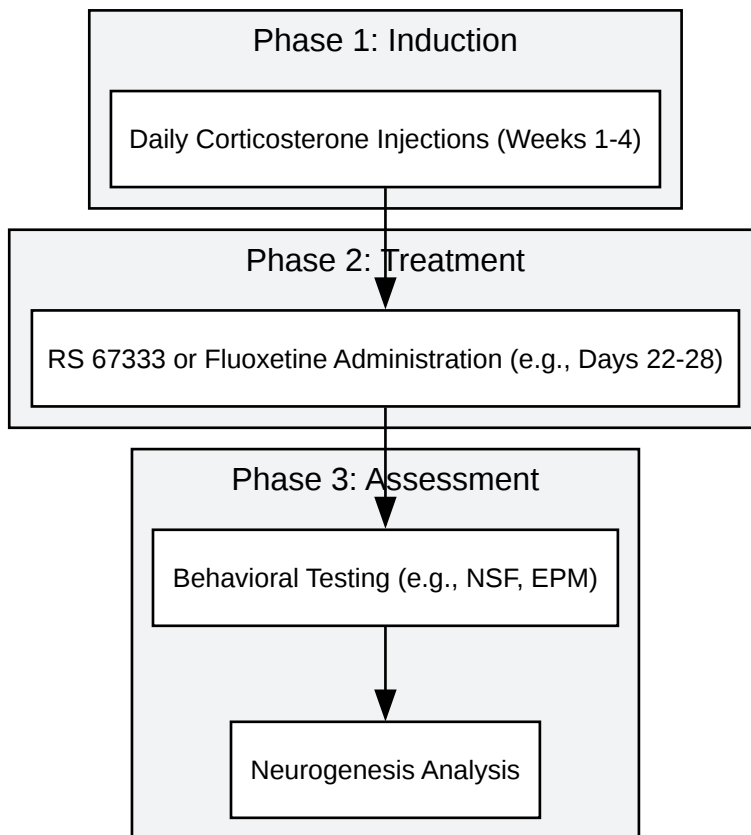 Phase 1: Induction
Daily Corticosterone Injections (Weeks 1-4)
Phase 2: Treatment
RS 67333 or Fluoxetine Administration (e.g., Days 22-28)
Phase 3: Assessment
Behavioral Testing (e.g., NSF, EPM)
Neurogenesis Analysis